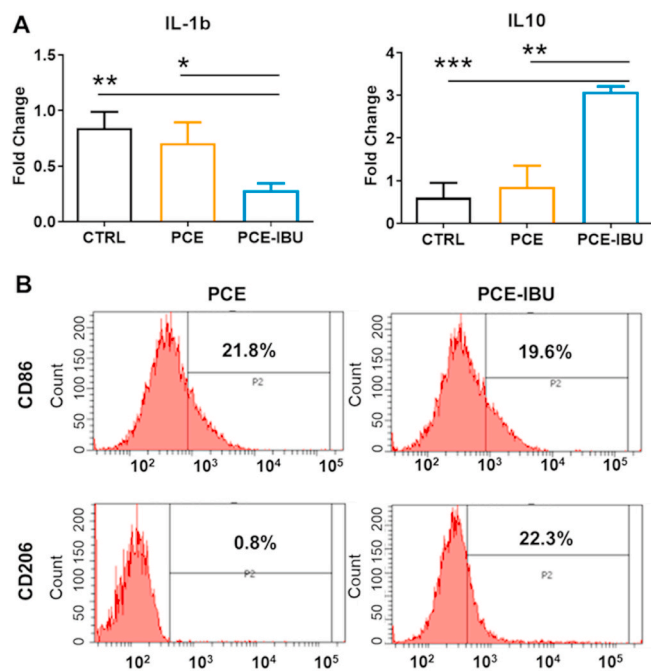 A
IL-1b
IL10
Fold Change
1.5
1.0
0.5
0.0
**
*
CTRL
PCE
PCE-IBU
Fold Change
4
3
2
1
0
***
**
CTRL
PCE
PCE-IBU
B
PCE
PCE-IBU
CD86
Count
200
150
100
50
0
21.8%
P2
10²
10³
10⁴
10⁵
Count
200
150
100
50
0
19.6%
P2
10²
10³
10⁴
10⁵
CD206
Count
200
150
100
50
0
0.8%
P2
10²
10³
10⁴
10⁵
Count
200
150
100
50
0
22.3%
P2
10²
10³
10⁴
10⁵